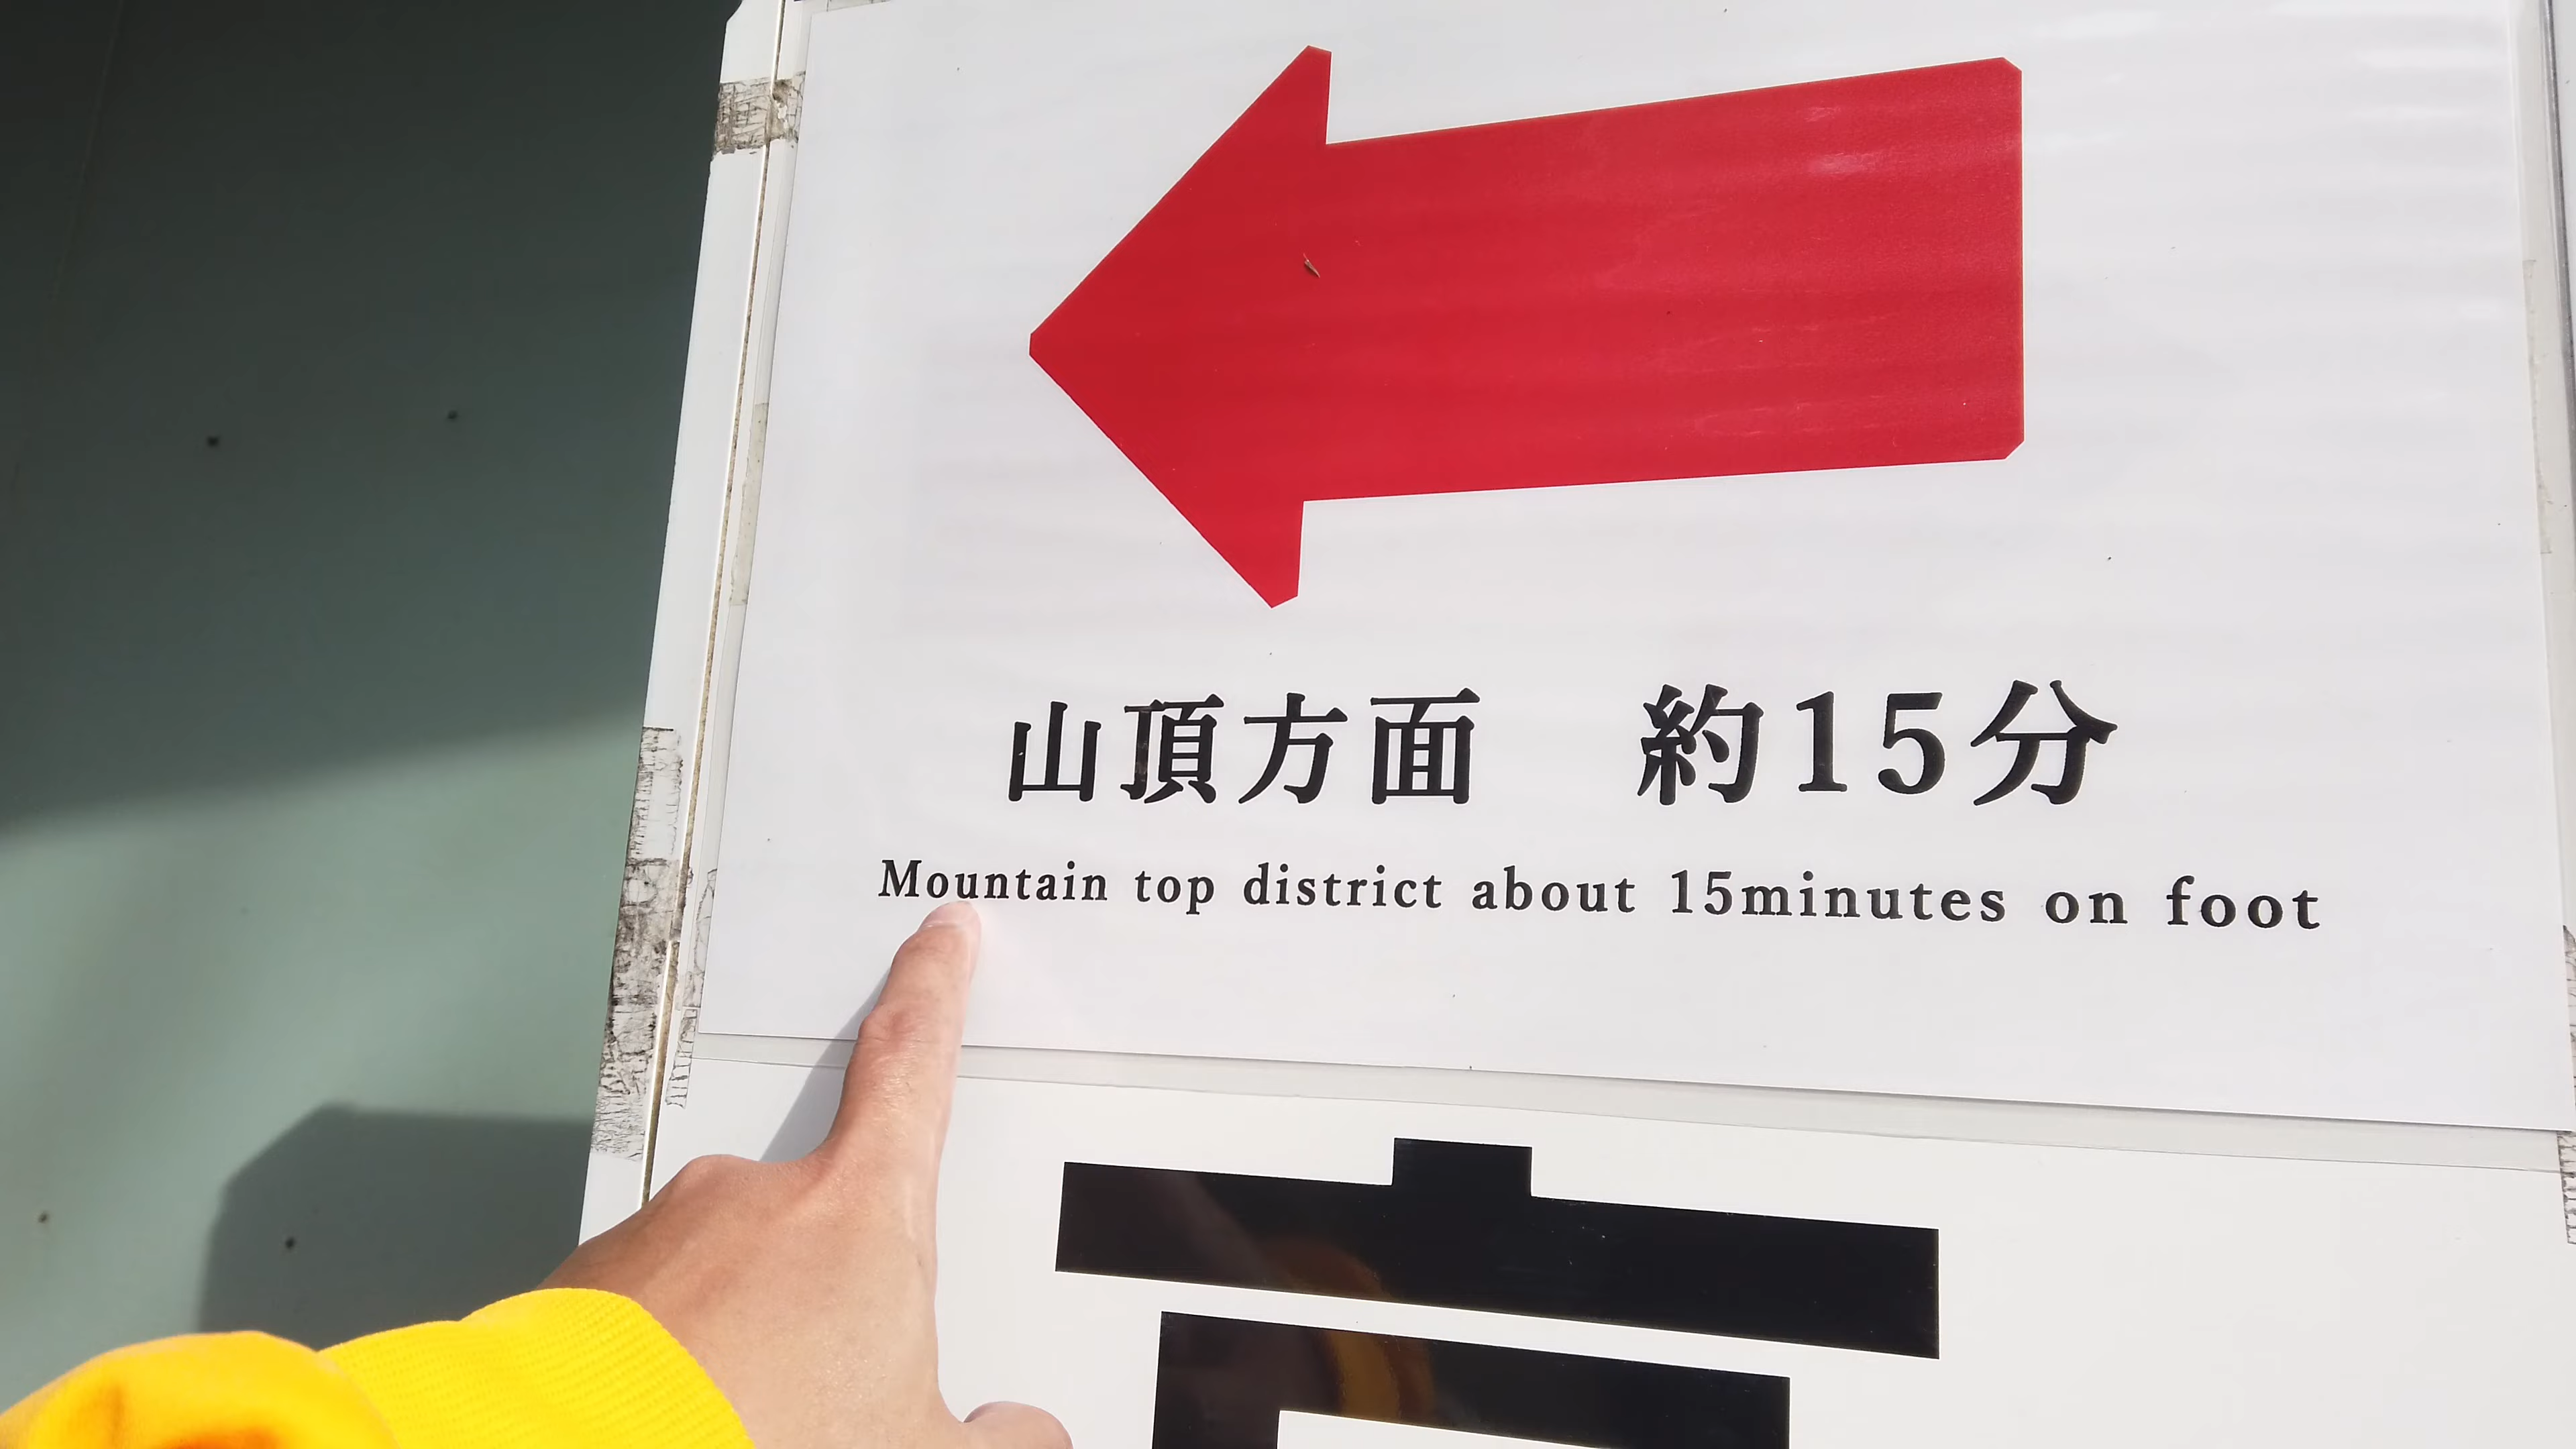 山頂方面　約15分
Mountain top district about 15minutes on foot